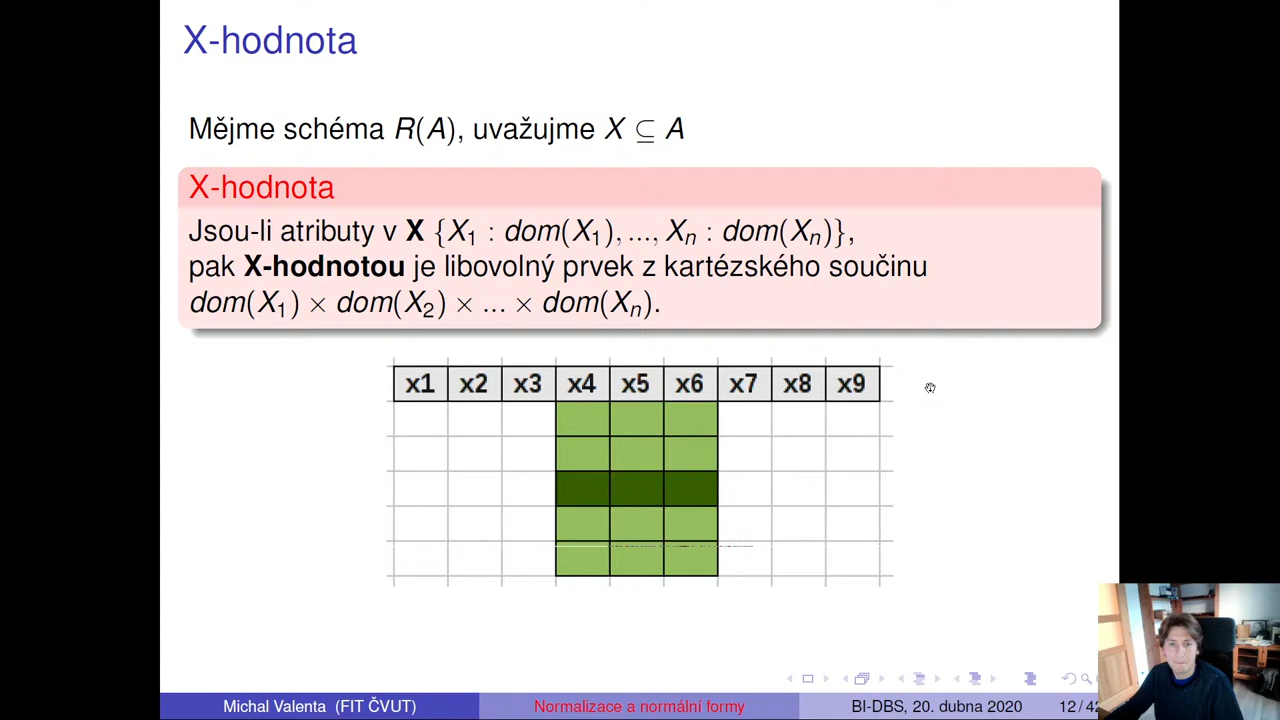 X-hodnota
Mějme schéma R(A), uvažujme X ⊆ A
X-hodnota
Jsou-li atributy v X {X₁ : dom(X₁), ..., Xₙ : dom(Xₙ)},
pak X-hodnotou je libovolný prvek z kartézského součinu
dom(X₁) × dom(X₂) × ... × dom(Xₙ).
x1 x2 x3 x4 x5 x6 x7 x8 x9
Michal Valenta (FIT ČVUT) Normalizace a normální formy BI-DBS, 20. dubna 2020 12 / 42